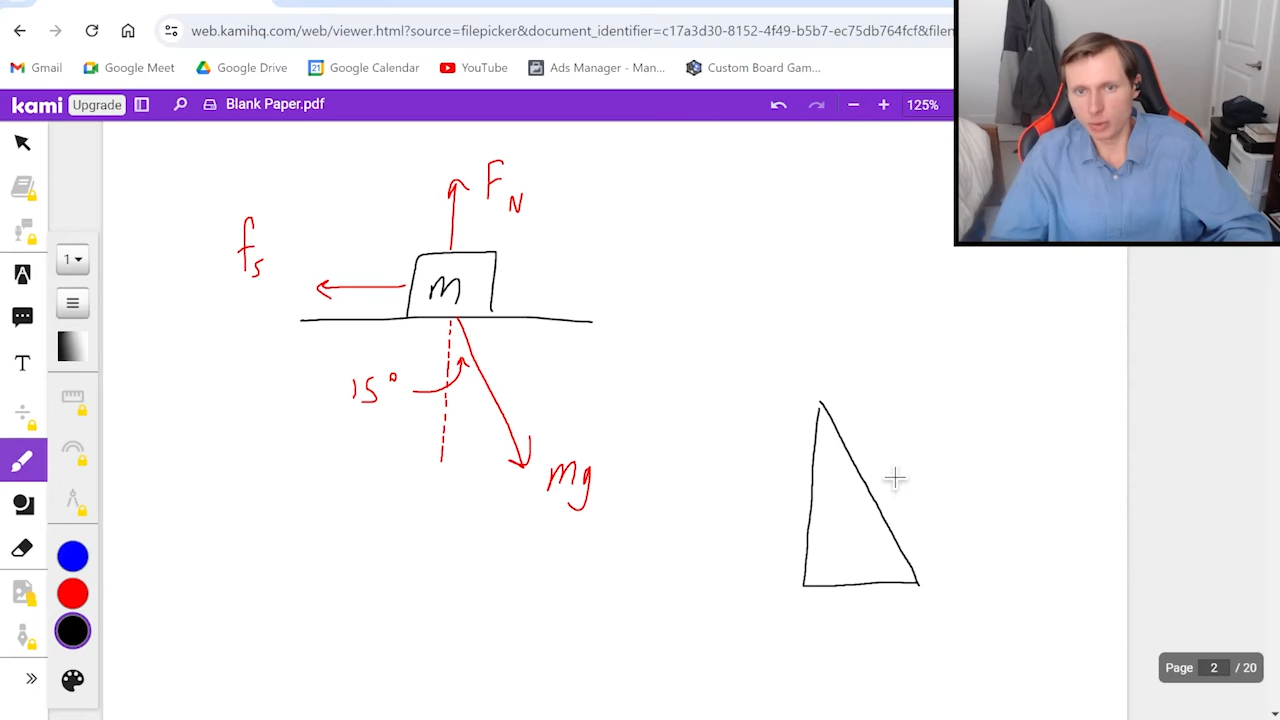 web.kamihq.com/web/viewer.html?source=filepicker&document_identifier=c17a3d30-8152-4f49-b5b7-ec75db764fcf&filen
Gmail
Google Meet
Google Drive
Google Calendar
YouTube
Ads Manager - Man...
Custom Board Gam...
kami
Upgrade
Blank Paper.pdf
125%
1
A
T
F_N
f_s
m
15°
mg
Page 2 / 20